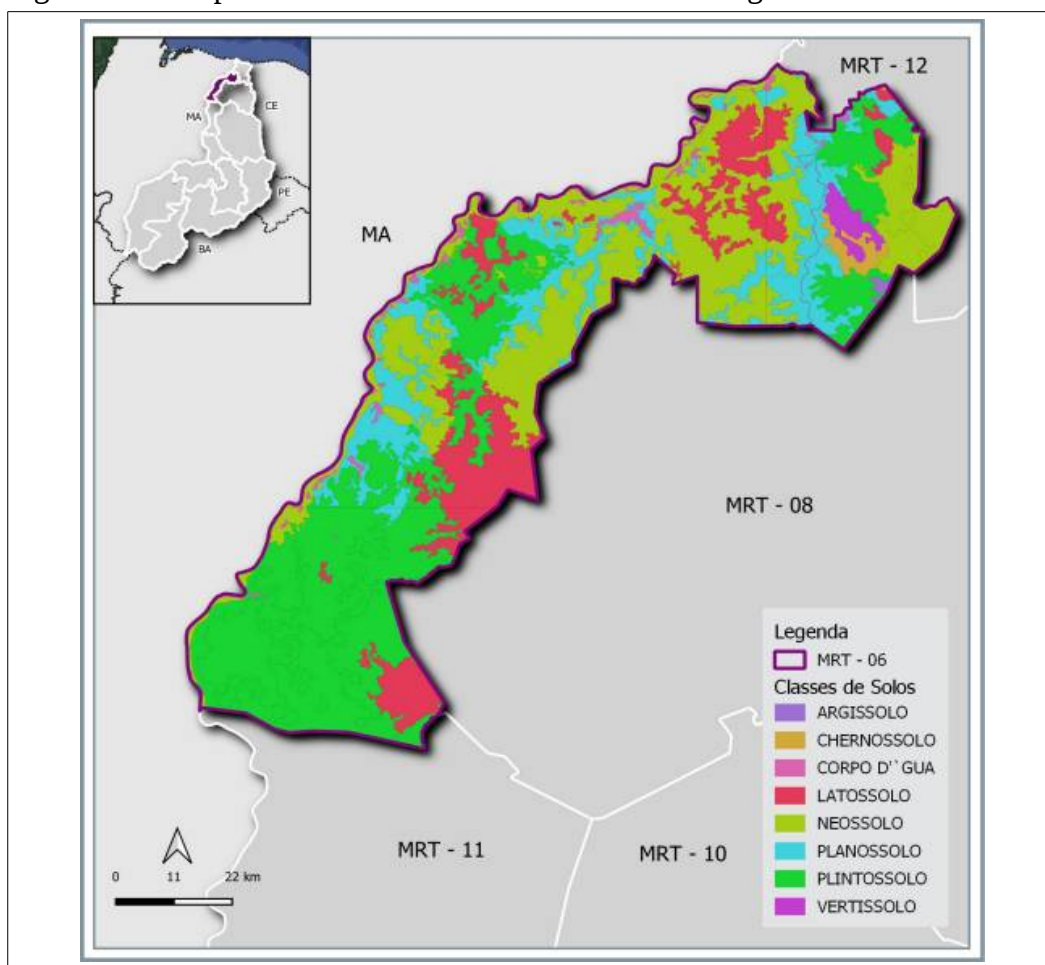 MRT - 12
CE
MA
PE
BA
MA
MRT - 08
Legenda
MRT - 06
Classes de Solos
ARGISSOLO
CHERNOSSOLO
CORPO D'`GUA
LATOSSOLO
NEOSSOLO
PLANOSSOLO
PLINTOSSOLO
VERTISSOLO
MRT - 11
MRT - 10
0 11 22 km